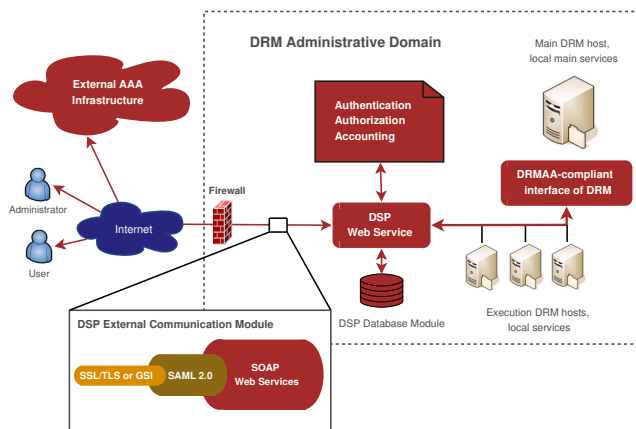 DRM Administrative Domain
Main DRM host,
local main services
External AAA
Infrastructure
Authentication
Authorization
Accounting
DRMAA-compliant
interface of DRM
Firewall
Administrator
Internet
DSP
Web Service
User
DSP Database Module
Execution DRM hosts,
local services
DSP External Communication Module
SSL/TLS or GSI
SAML 2.0
SOAP
Web Services